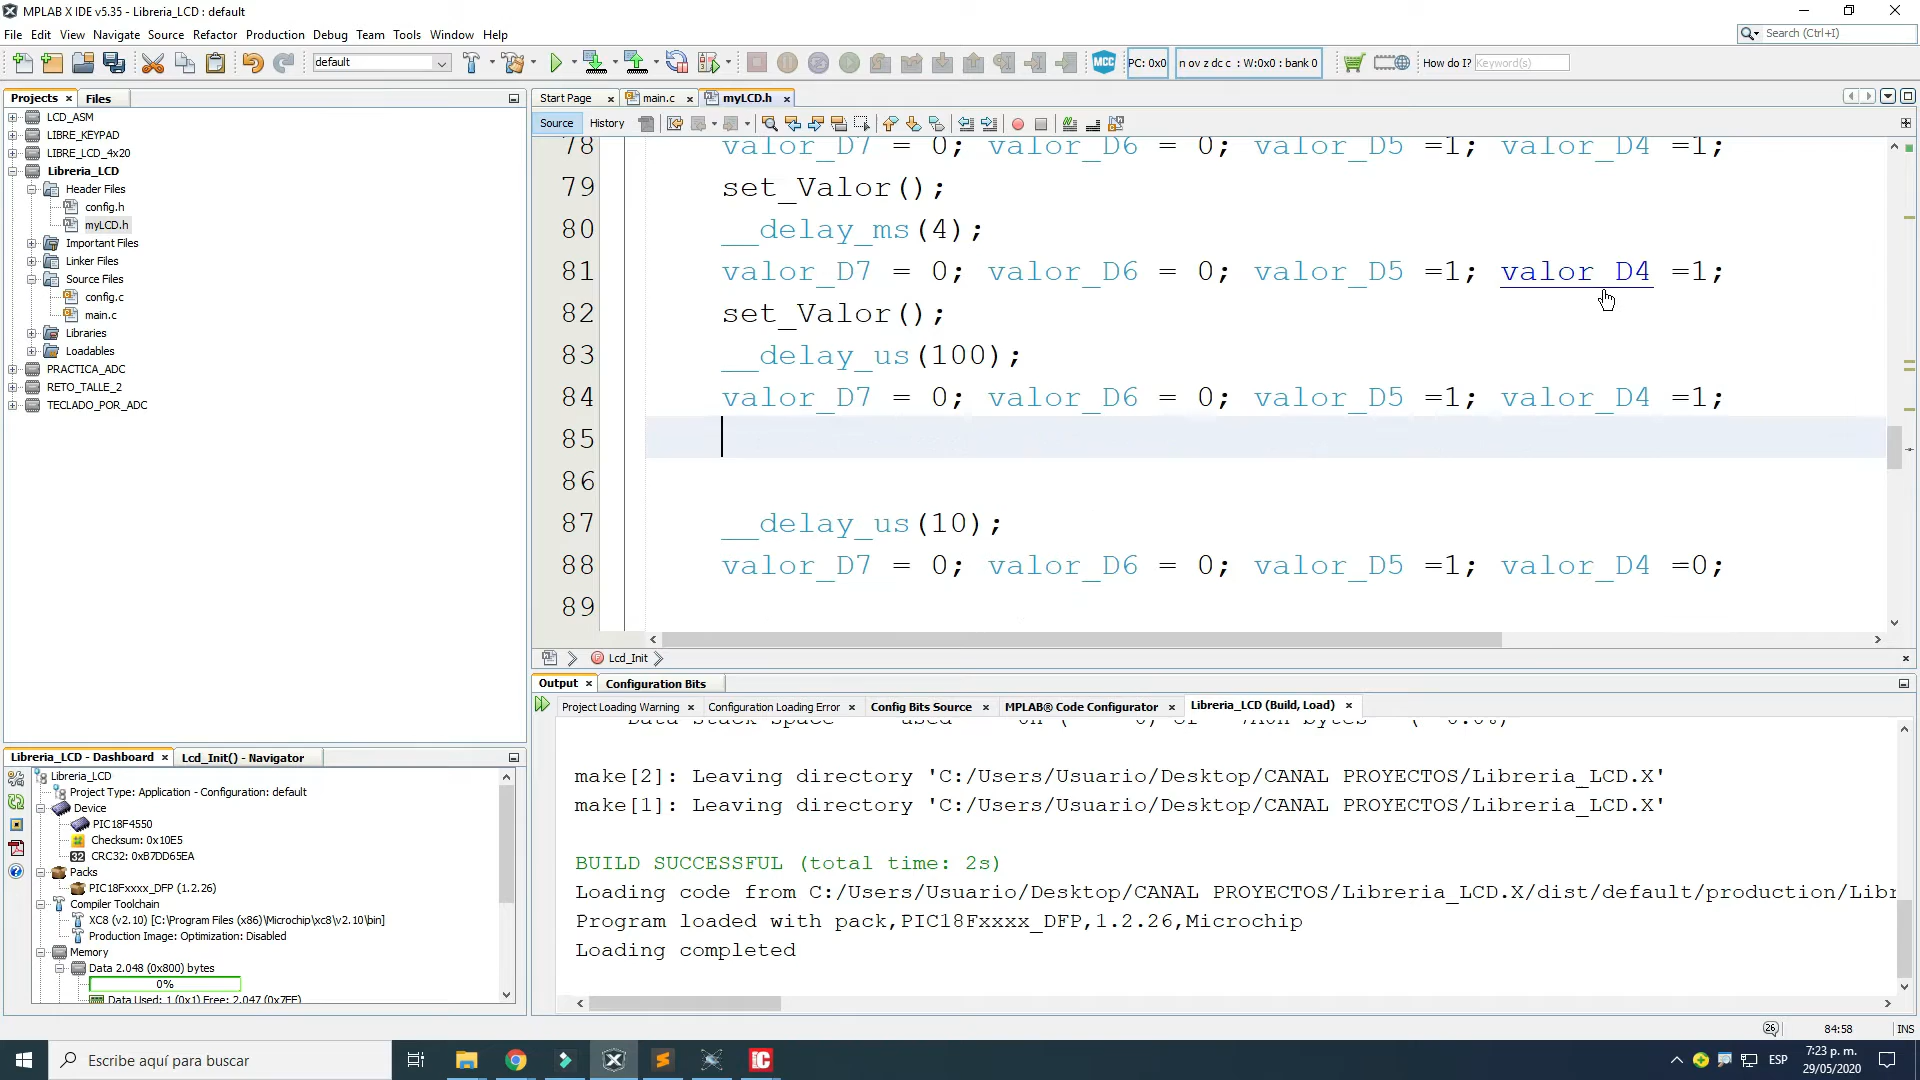 MPLAB X IDE v5.35 - Libreria_LCD : default
File Edit View Navigate Source Refactor Production Debug Team Tools Window Help
Search (Ctrl+I)
default
PC: 0x0
n ov z dc c : W:0x0 : bank 0
How do I? Keyword(s)
Projects Files
LCD_ASM
LIBRE_KEYPAD
LIBRE_LCD_4x20
Libreria_LCD
Header Files
config.h
myLCD.h
Important Files
Linker Files
Source Files
config.c
main.c
Libraries
Loadables
PRACTICA_ADC
RETO_TALLE_2
TECLADO_POR_ADC
Start Page main.c myLCD.h
Source History
78 valor_D7 = 0; valor_D6 = 0; valor_D5 =1; valor_D4 =1;
79 set_Valor();
80 __delay_ms(4);
81 valor_D7 = 0; valor_D6 = 0; valor_D5 =1; valor_D4 =1;
82 set_Valor();
83 __delay_us(100);
84 valor_D7 = 0; valor_D6 = 0; valor_D5 =1; valor_D4 =1;
85
86
87 __delay_us(10);
88 valor_D7 = 0; valor_D6 = 0; valor_D5 =1; valor_D4 =0;
89
Lcd_Init
Output Configuration Bits
Project Loading Warning Configuration Loading Error Config Bits Source MPLAB® Code Configurator Libreria_LCD (Build, Load)
Data stack space used 0h ( 0) of 7A0h bytes ( 0.0%)
make[2]: Leaving directory 'C:/Users/Usuario/Desktop/CANAL PROYECTOS/Libreria_LCD.X'
make[1]: Leaving directory 'C:/Users/Usuario/Desktop/CANAL PROYECTOS/Libreria_LCD.X'
BUILD SUCCESSFUL (total time: 2s)
Loading code from C:/Users/Usuario/Desktop/CANAL PROYECTOS/Libreria_LCD.X/dist/default/production/Libr
Program loaded with pack,PIC18Fxxxx_DFP,1.2.26,Microchip
Loading completed
Libreria_LCD - Dashboard Lcd_Init() - Navigator
Libreria_LCD
Project Type: Application - Configuration: default
Device
PIC18F4550
Checksum: 0x10E5
CRC32: 0xB7DD65EA
Packs
PIC18Fxxxx_DFP (1.2.26)
Compiler Toolchain
XC8 (v2.10) [C:\Program Files (x86)\Microchip\xc8\v2.10\bin]
Production Image: Optimization: Disabled
Memory
Data 2.048 (0x800) bytes
0%
Data Used: 1 (0x1) Free: 2.047 (0x7FF)
26 84:58 INS
Escribe aquí para buscar
ESP
7:23 p. m.
29/05/2020